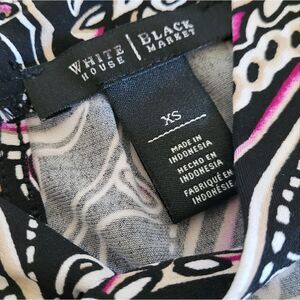 WHITE HOUSE | BLACK MARKET
XS
MADE IN
INDONESIA
HECHO EN
INDONESIA
FABRIQUÉ EN
INDONÉSIE